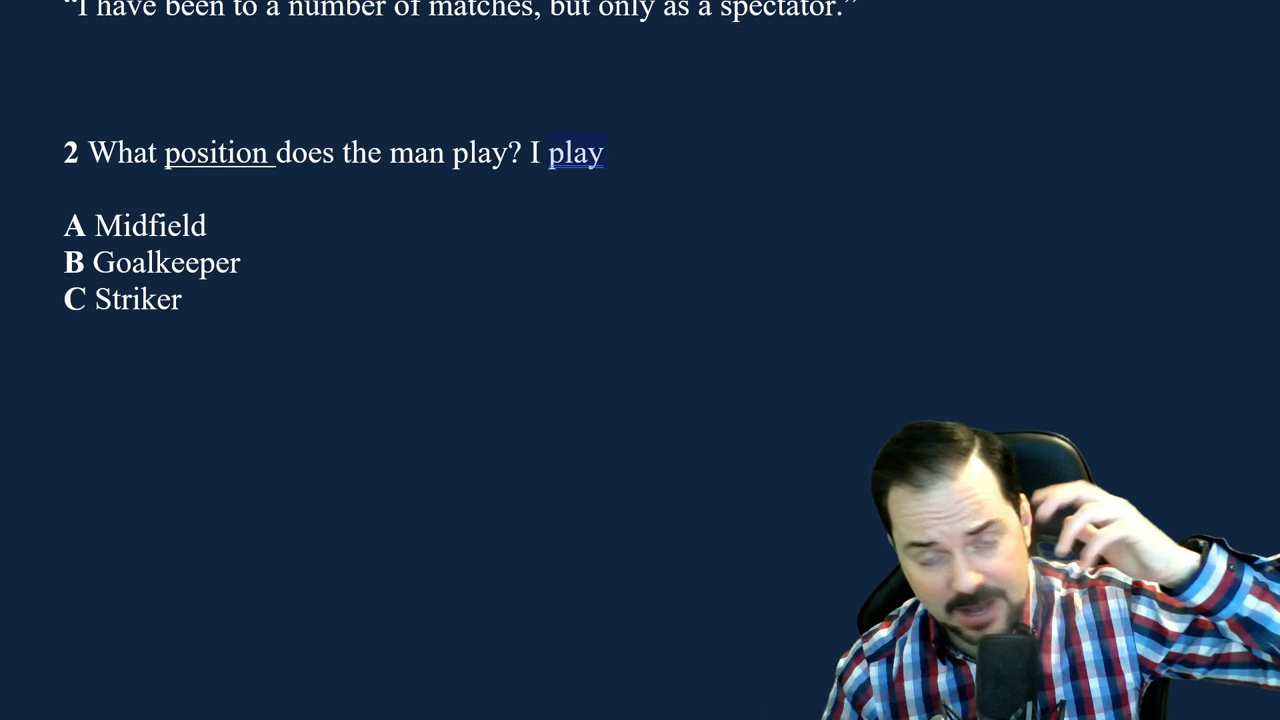 “I have been to a number of matches, but only as a spectator.”
2 What position does the man play? I play
A Midfield
B Goalkeeper
C Striker